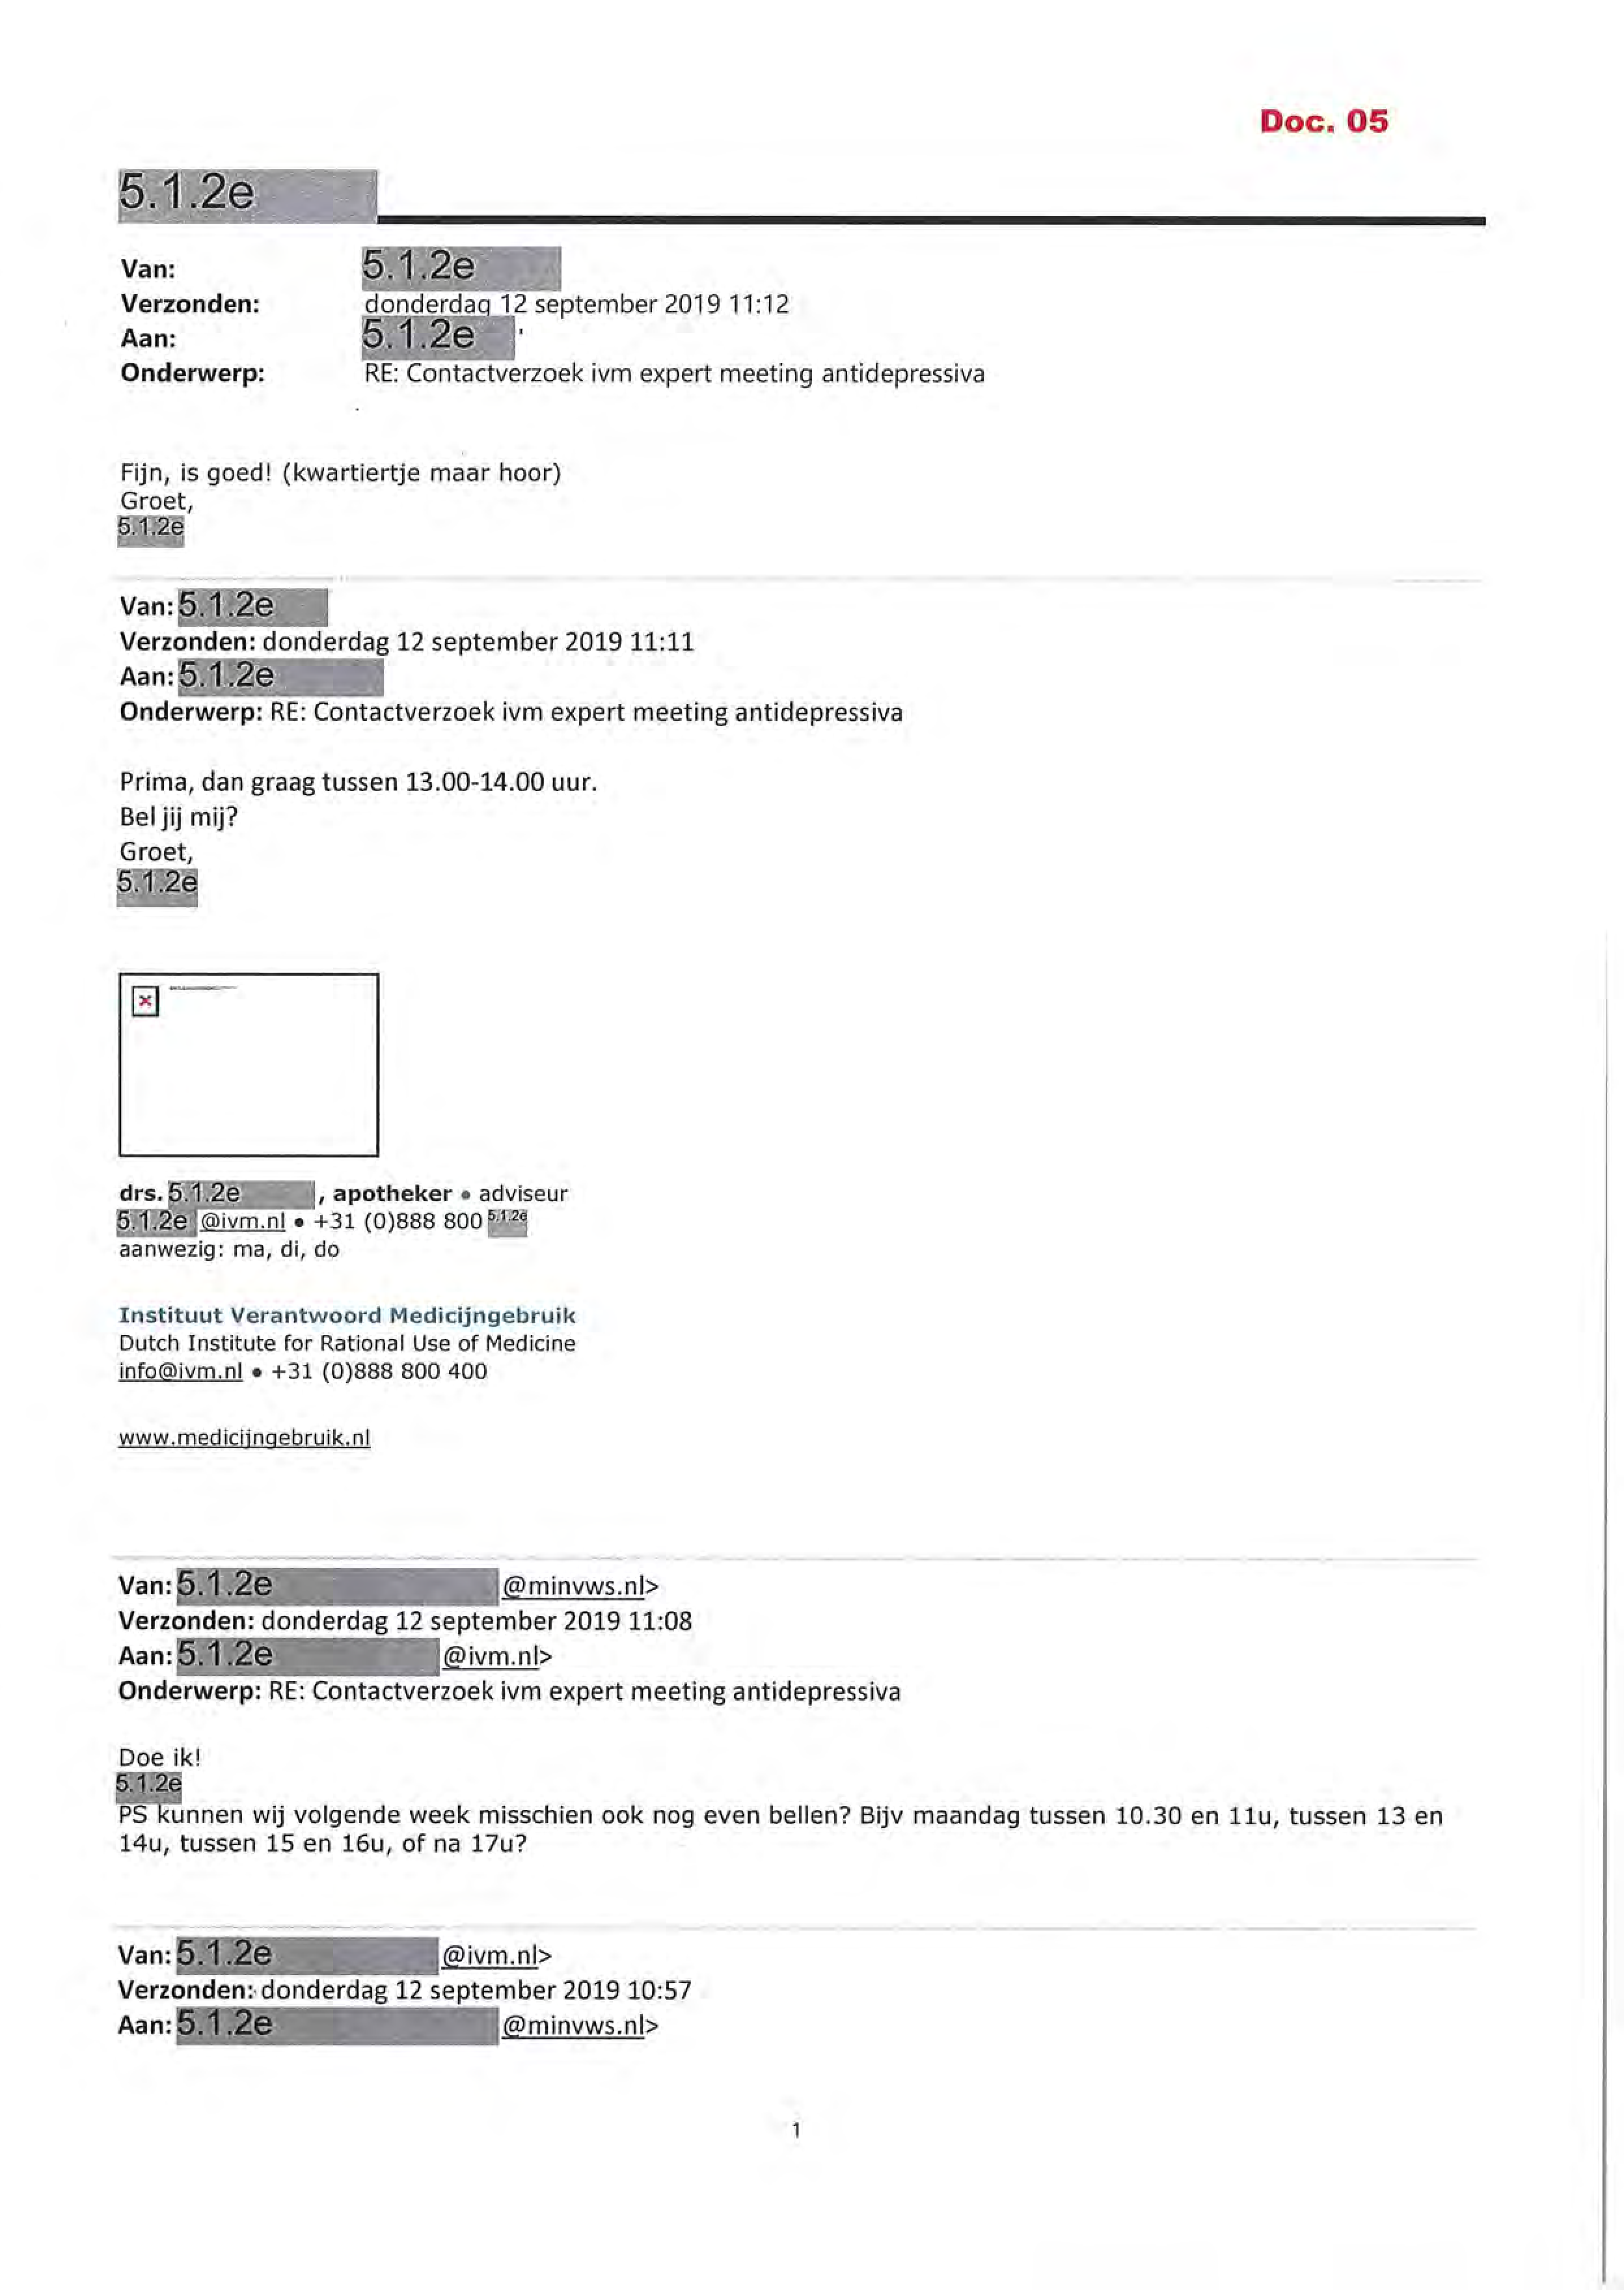 Doc. 05
5.1.2e
Van: 5.1.2e
Verzonden: donderdag 12 september 2019 11:12
Aan: 5.1.2e '
Onderwerp: RE: Contactverzoek ivm expert meeting antidepressiva
Fijn, is goed! (kwartiertje maar hoor)
Groet,
5.1.2e
Van: 5.1.2e
Verzonden: donderdag 12 september 2019 11:11
Aan: 5.1.2e
Onderwerp: RE: Contactverzoek ivm expert meeting antidepressiva
Prima, dan graag tussen 13.00-14.00 uur.
Bel jij mij?
Groet,
5.1.2e
drs. 5.1.2e , apotheker • adviseur
5.1.2e @ivm.nl • +31 (0)888 800 5.1.2e
aanwezig: ma, di, do
Instituut Verantwoord Medicijngebruik
Dutch Institute for Rational Use of Medicine
info@ivm.nl • +31 (0)888 800 400
www.medicijngebruik.nl
Van: 5.1.2e @minvws.nl>
Verzonden: donderdag 12 september 2019 11:08
Aan: 5.1.2e @ivm.nl>
Onderwerp: RE: Contactverzoek ivm expert meeting antidepressiva
Doe ik!
5.1.2e
PS kunnen wij volgende week misschien ook nog even bellen? Bijv maandag tussen 10.30 en 11u, tussen 13 en
14u, tussen 15 en 16u, of na 17u?
Van: 5.1.2e @ivm.nl>
Verzonden: donderdag 12 september 2019 10:57
Aan: 5.1.2e @minvws.nl>
1